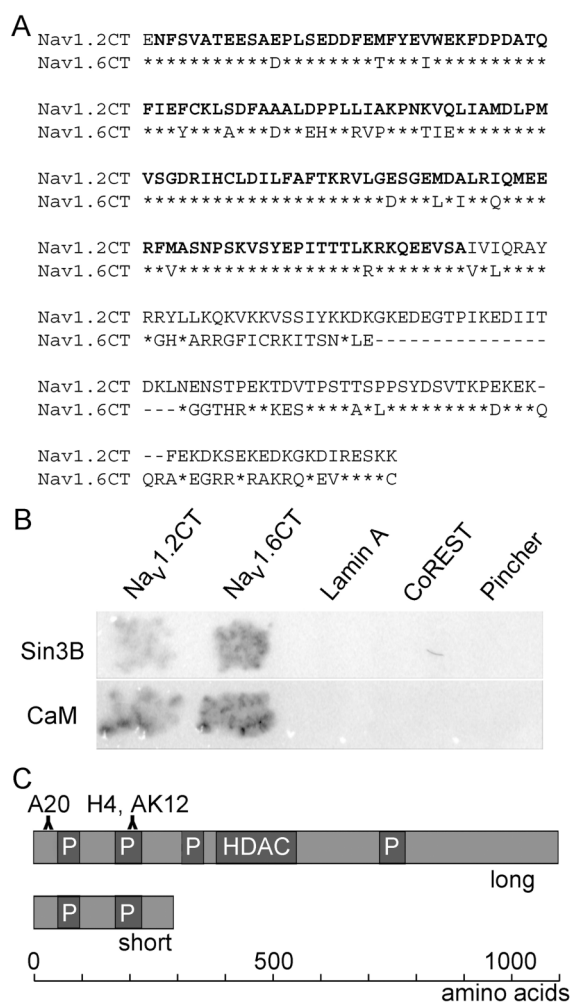 A
Nav1.2CT ENFSVATEESAEPLSEDDFEMFYEVWEKFDPDATQ
Nav1.6CT ***********D********T***I**********
Nav1.2CT FIEFCKLSDFAAALDPPLLIAKPNKVQLIAMDLPM
Nav1.6CT ***Y***A***D**EH**RVP***TIE********
Nav1.2CT VSGDRIHCLDILFAFTKRVLGESGEMDALRIQMEE
Nav1.6CT *********************D***L*I**Q****
Nav1.2CT RFMASNPSKVSYEPITTTLKRKQEEVSAIVIQRAY
Nav1.6CT **V****************R********V*L****
Nav1.2CT RRYLLKQKVKKVSSIYKKDKGKEDEGTPIKEDIIT
Nav1.6CT *GH*ARRGFICRKITSN*LE---------------
Nav1.2CT DKLNENSTPEKTDVTPSTTSPPSYDSVTKPEKEK-
Nav1.6CT ---*GGTHR**KES****A*L*********D**Q
Nav1.2CT --FEKDKSEKEDKGKDIRESKK
Nav1.6CT QRA*EGRR*RAKRQ*EV****C
B
Nav1.2CT Nav1.6CT Lamin A CoREST Pincher
Sin3B
CaM
C
A20 H4, AK12
P P P HDAC P
long
P P
short
0 500 1000
amino acids